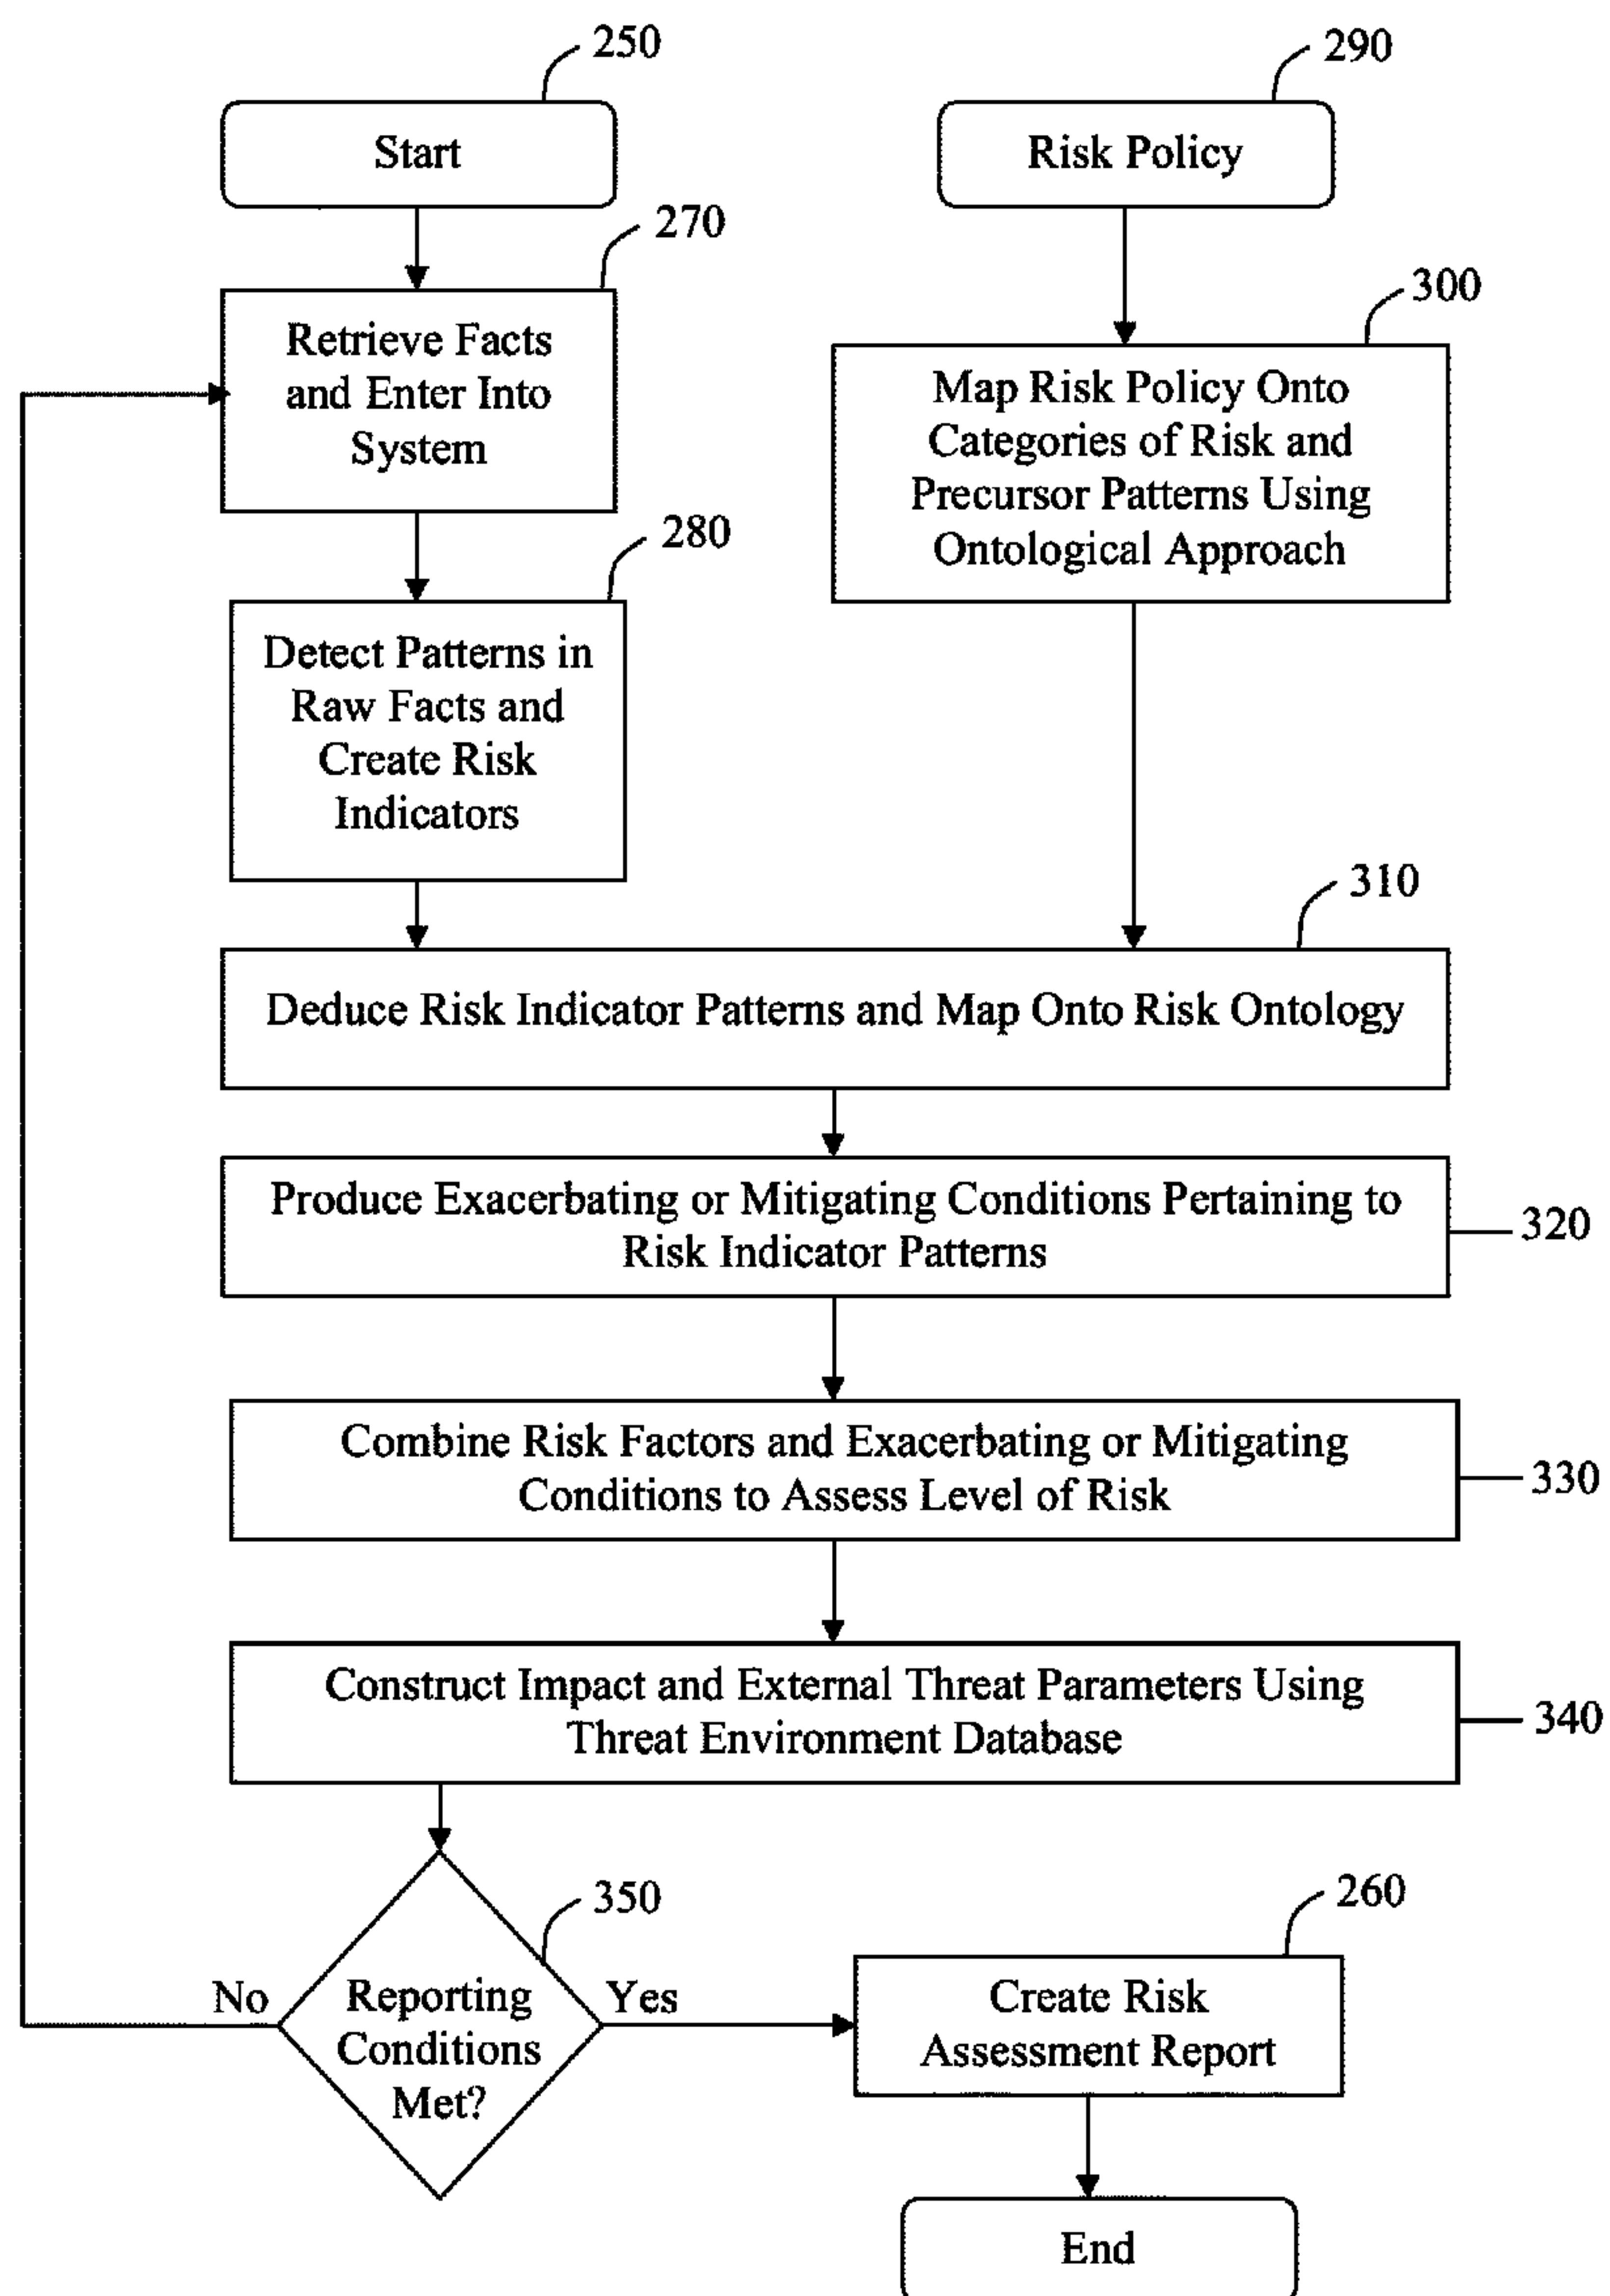 250
Start
290
Risk Policy
270
Retrieve Facts
and Enter Into
System
300
Map Risk Policy Onto
Categories of Risk and
Precursor Patterns Using
Ontological Approach
280
Detect Patterns in
Raw Facts and
Create Risk
Indicators
310
Deduce Risk Indicator Patterns and Map Onto Risk Ontology
Produce Exacerbating or Mitigating Conditions Pertaining to
Risk Indicator Patterns
320
Combine Risk Factors and Exacerbating or Mitigating
Conditions to Assess Level of Risk
330
Construct Impact and External Threat Parameters Using
Threat Environment Database
340
350
Reporting
Conditions
Met?
No
Yes
260
Create Risk
Assessment Report
End